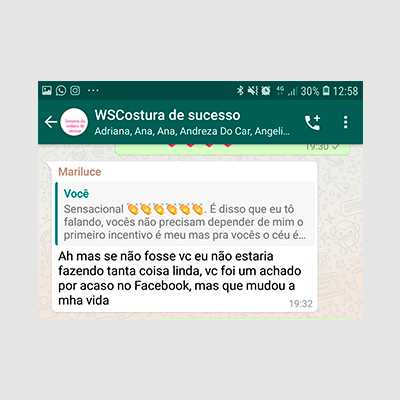 4G 30% 12:58
WSCostura de sucesso
Adriana, Ana, Ana, Andreza Do Car, Angeli...
19:30
Mariluce
Você
Sensacional 👏👏👏👏👏👏. É disso que eu tô
falando, vocês não precisam depender de mim o
primeiro incentivo é meu mas pra vocês o céu é...
Ah mas se não fosse vc eu não estaria
fazendo tanta coisa linda, vc foi um achado
por acaso no Facebook, mas que mudou a
mha vida
19:32